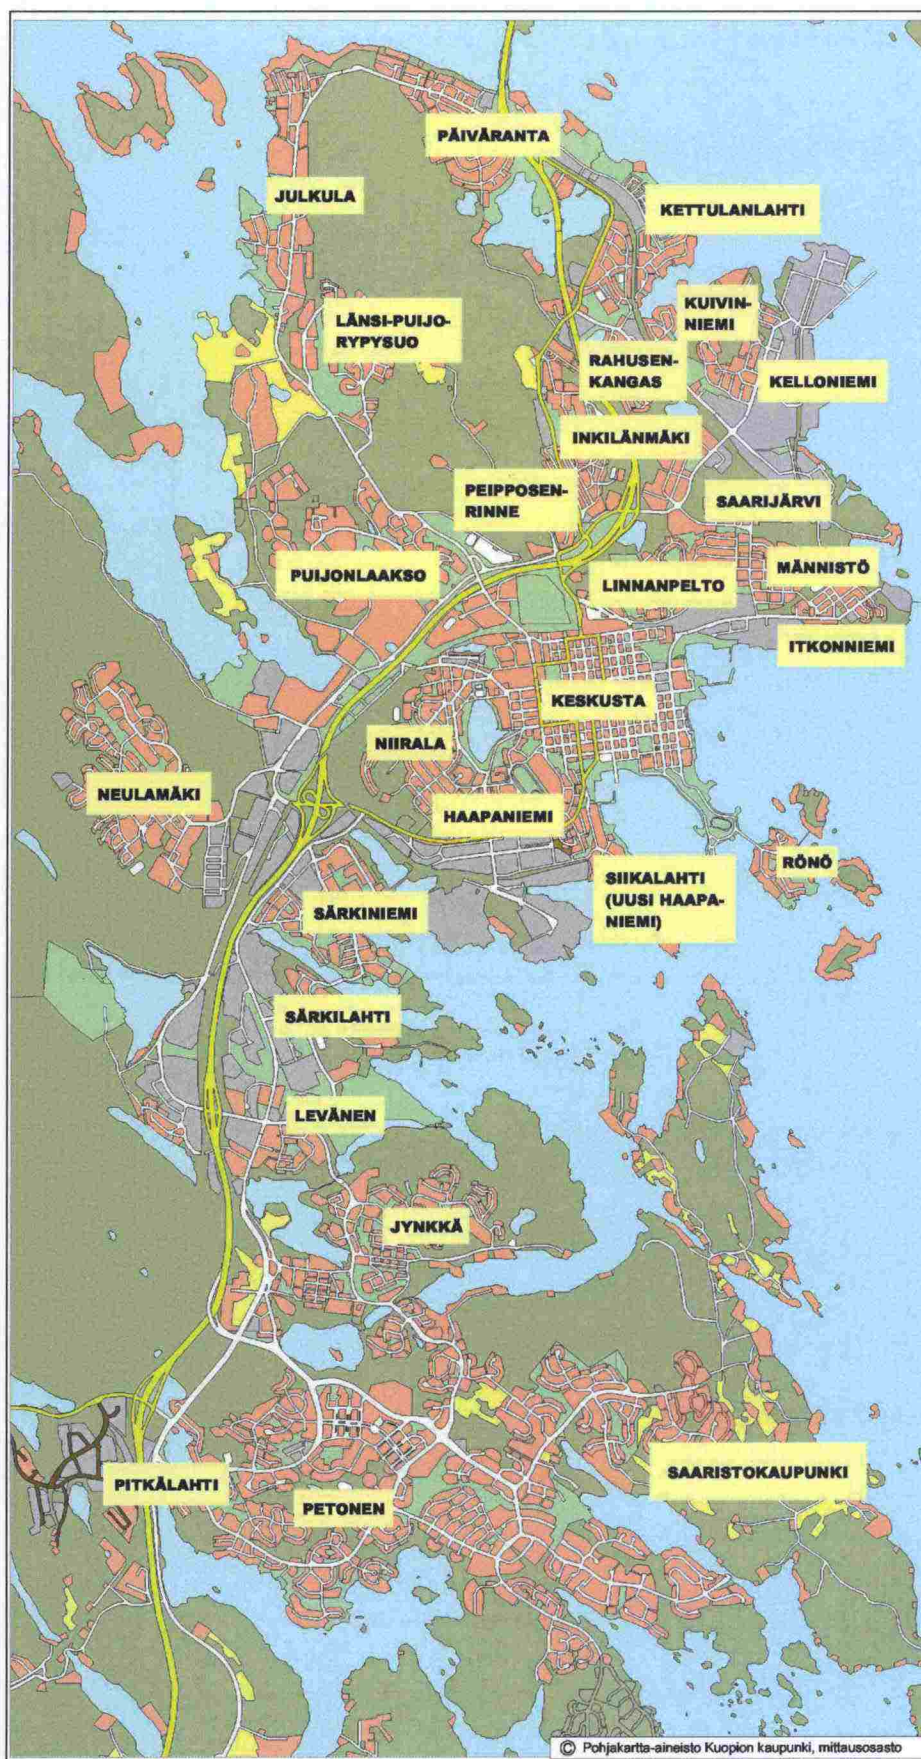 PÄIVÄRANTA
JULKULA
KETTULANLAHTI
LÄNSI-PUIJO-
RYPYSUO
KUIVIN-
NIEMI
RAHUSEN-
KANGAS
KELLONIEMI
INKILÄNMÄKI
PEIPPOSEN-
RINNE
SAARIJÄRVI
PUIJONLAAKSO
LINNANPELTO
MÄNNISTÖ
ITKONNIEMI
KESKUSTA
NIIRALA
NEULAMÄKI
HAAPANIEMI
RÖNÖ
SIIKALAHTI
(UUSI HAAPA-
NIEMI)
SÄRKINIEMI
SÄRKILAHTI
LEVÄNEN
JYNKKÄ
SAARISTOKAUPUNKI
PITKÄLAHTI
PETONEN
© Pohjakartta-aineisto Kuopion kaupunki, mittausosasto